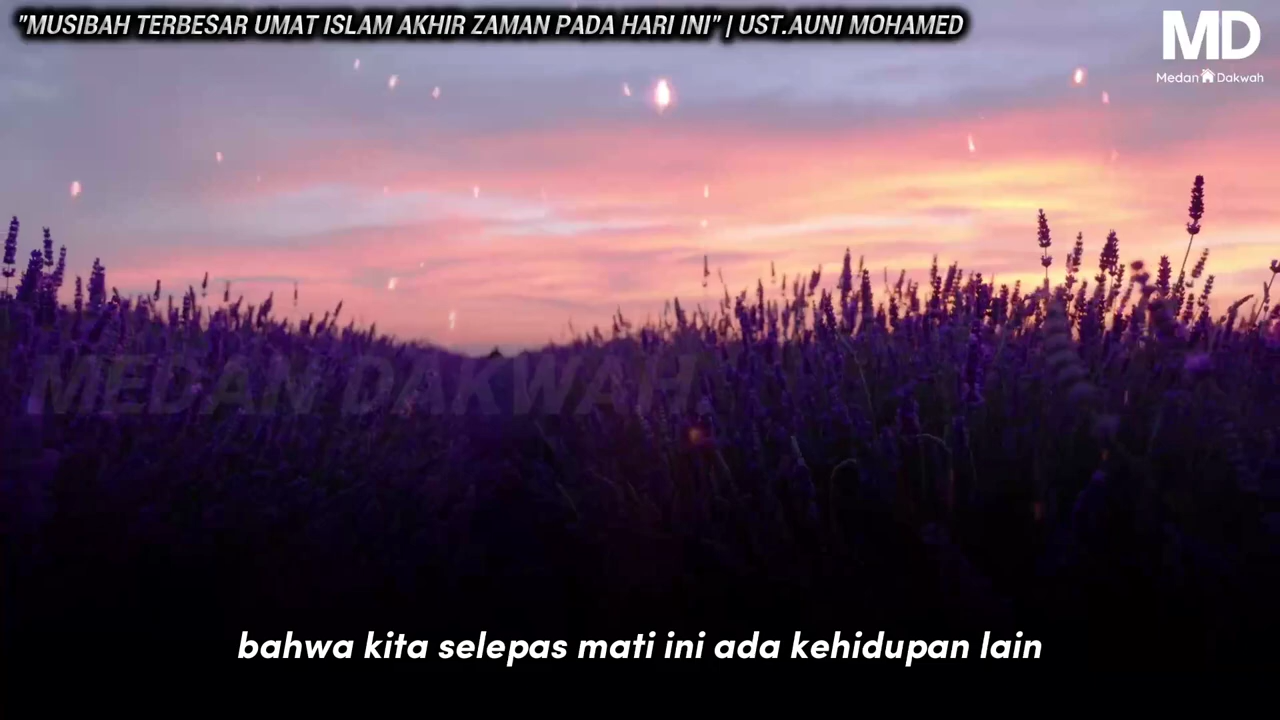 "MUSIBAH TERBESAR UMAT ISLAM AKHIR ZAMAN PADA HARI INI" | UST.AUNI MOHAMED
MD
Medan Dakwah
MEDAN DAKWAH
bahwa kita selepas mati ini ada kehidupan lain